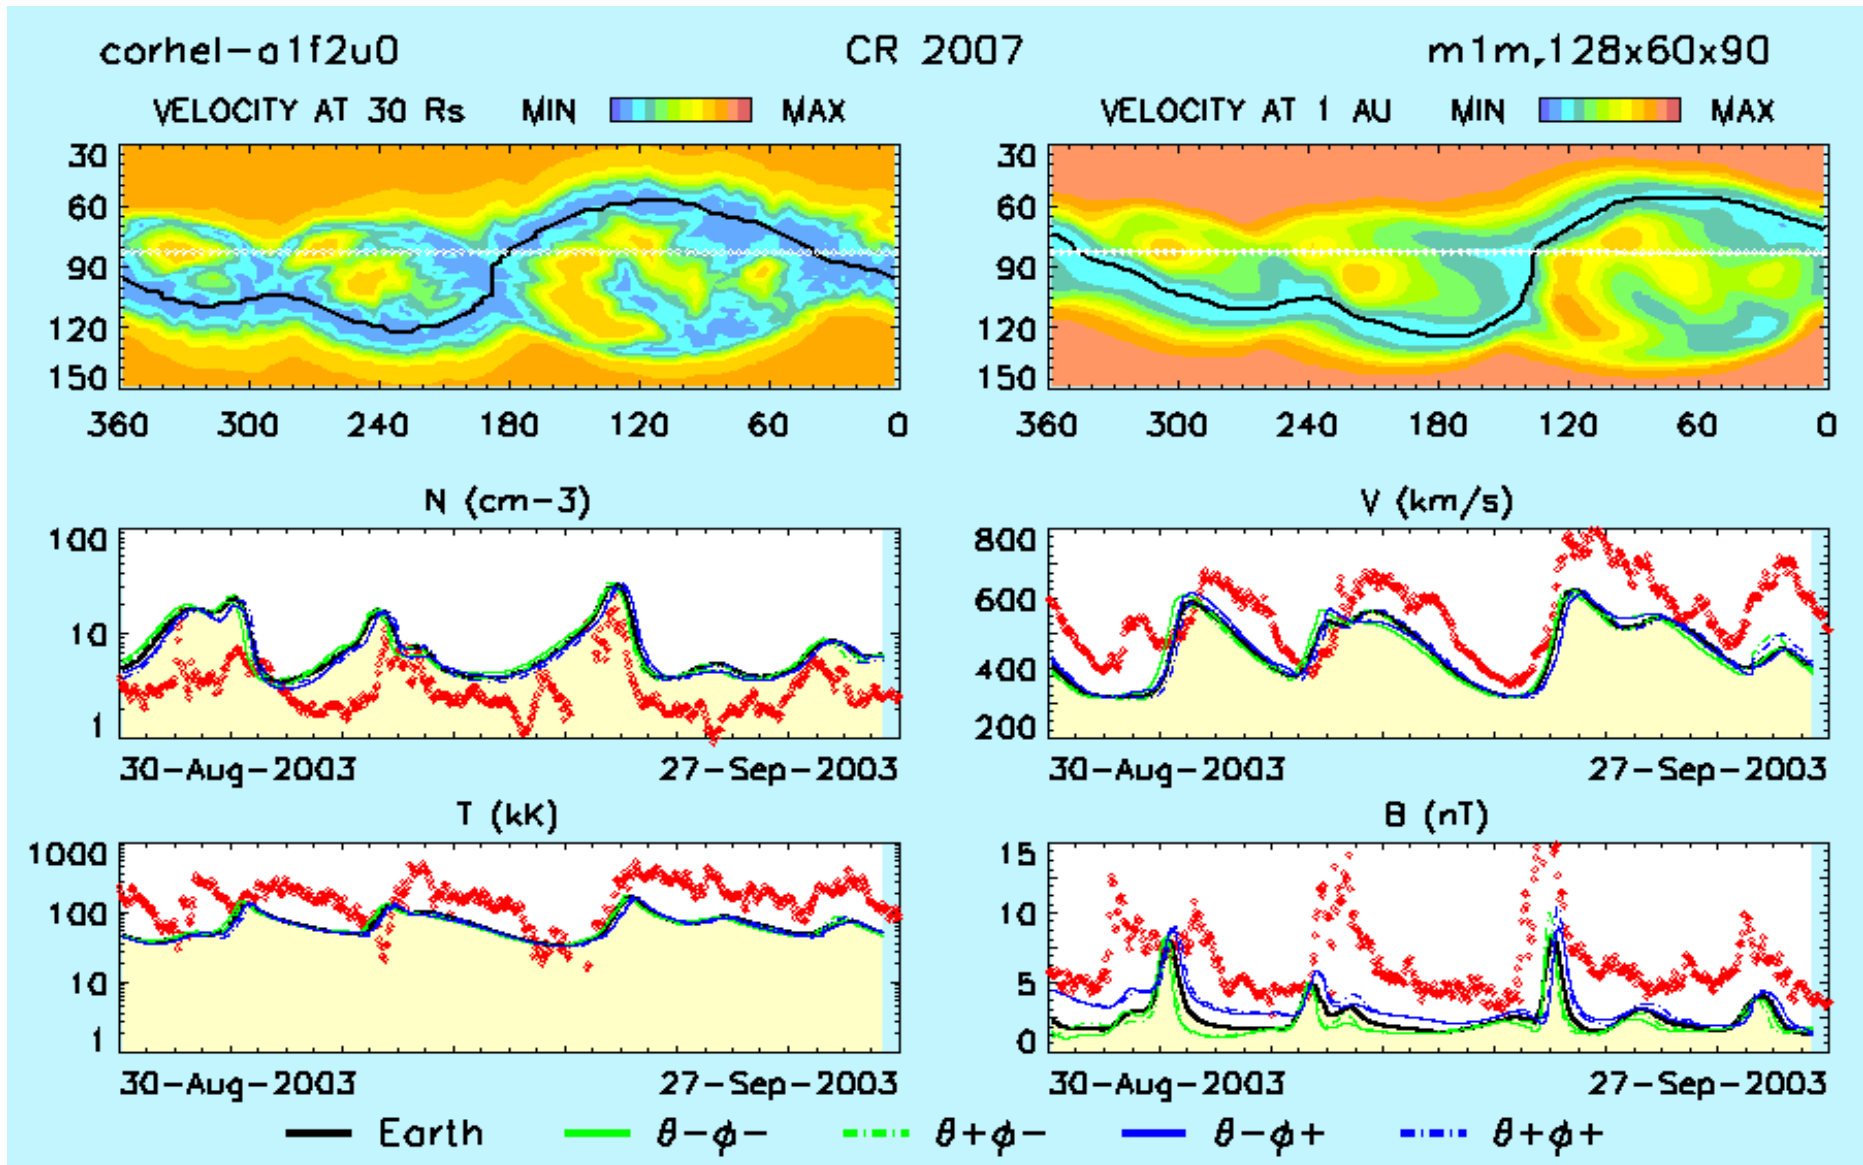 corhel-a1f2u0 CR 2007 m1m,128x60x90
VELOCITY AT 30 Rs MIN MAX VELOCITY AT 1 AU MIN MAX
30 30
60 60
90 90
120 120
150 150
360 300 240 180 120 60 0 360 300 240 180 120 60 0
N (cm-3) V (km/s)
100 800
10 600
1 400
200
30-Aug-2003 27-Sep-2003 30-Aug-2003 27-Sep-2003
T (kK) B (nT)
1000 15
100 10
10 5
1 0
30-Aug-2003 27-Sep-2003 30-Aug-2003 27-Sep-2003
Earth θ-ϕ- θ+ϕ- θ-ϕ+ θ+ϕ+